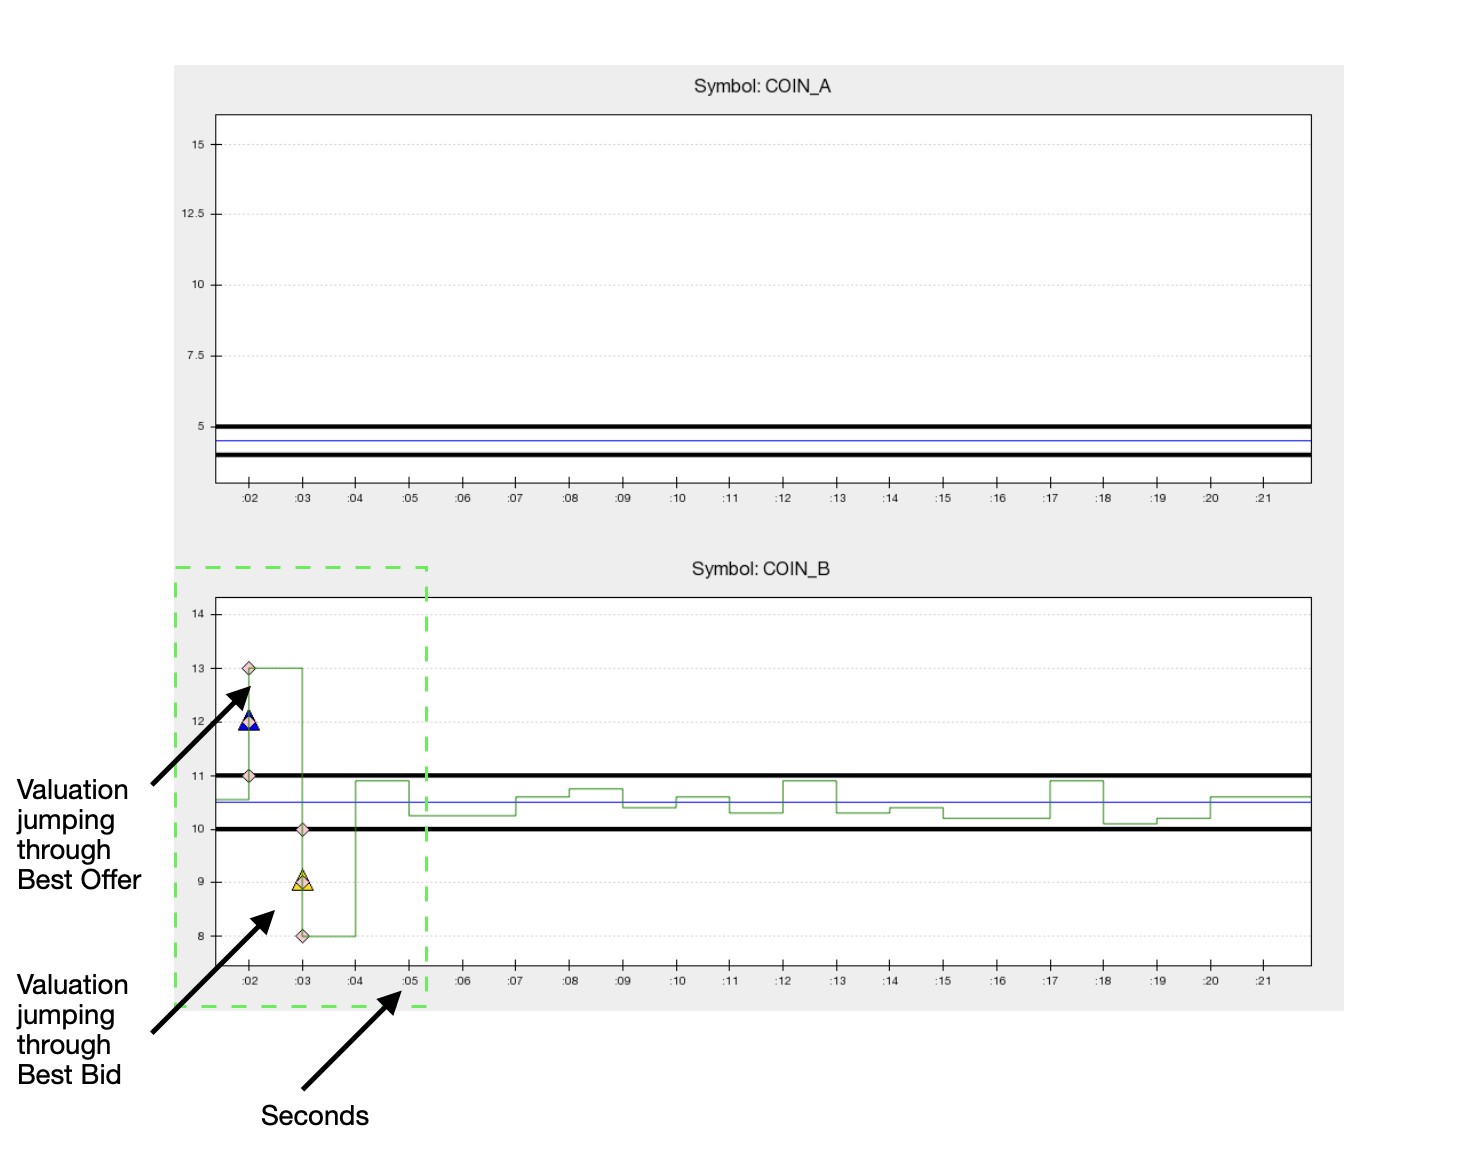 Symbol: COIN_A
15
12.5
10
7.5
5
:02 :03 :04 :05 :06 :07 :08 :09 :10 :11 :12 :13 :14 :15 :16 :17 :18 :19 :20 :21
Symbol: COIN_B
14
13
12
11
10
9
8
:02 :03 :04 :05 :06 :07 :08 :09 :10 :11 :12 :13 :14 :15 :16 :17 :18 :19 :20 :21
Valuation
jumping
through
Best Offer
Valuation
jumping
through
Best Bid
Seconds